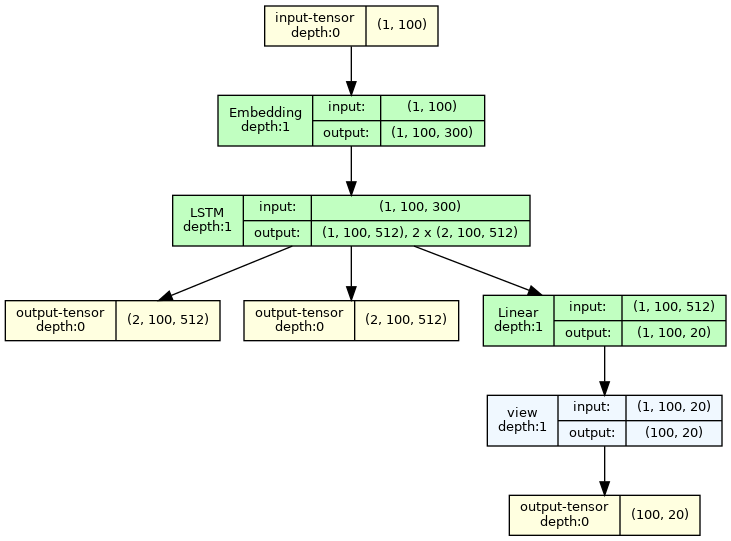 input-tensor
depth:0
(1, 100)
Embedding
depth:1
input:
(1, 100)
output:
(1, 100, 300)
LSTM
depth:1
input:
(1, 100, 300)
output:
(1, 100, 512), 2 x (2, 100, 512)
output-tensor
depth:0
(2, 100, 512)
output-tensor
depth:0
(2, 100, 512)
Linear
depth:1
input:
(1, 100, 512)
output:
(1, 100, 20)
view
depth:1
input:
(1, 100, 20)
output:
(100, 20)
output-tensor
depth:0
(100, 20)